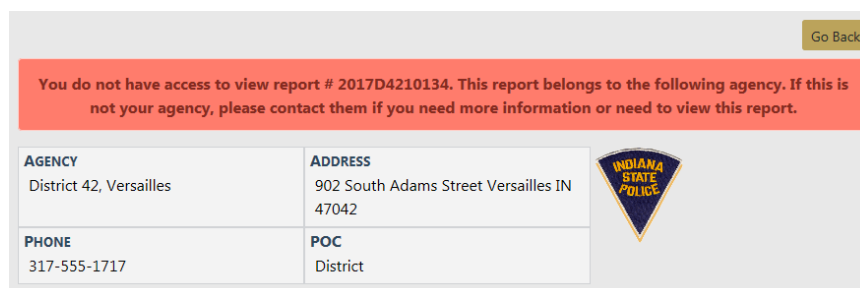 Go Back
You do not have access to view report # 2017D4210134. This report belongs to the following agency. If this is
not your agency, please contact them if you need more information or need to view this report.
AGENCY
District 42, Versailles
ADDRESS
902 South Adams Street Versailles IN
47042
INDIANA
STATE
POLICE
PHONE
317-555-1717
POC
District